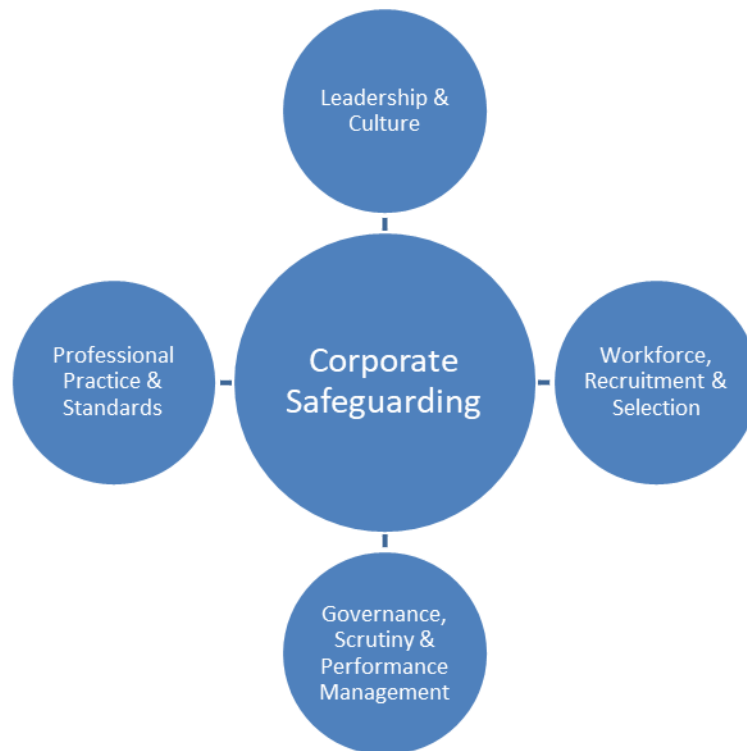 Leadership &
Culture
Professional
Practice &
Standards
Corporate
Safeguarding
Workforce,
Recruitment &
Selection
Governance,
Scrutiny &
Performance
Management